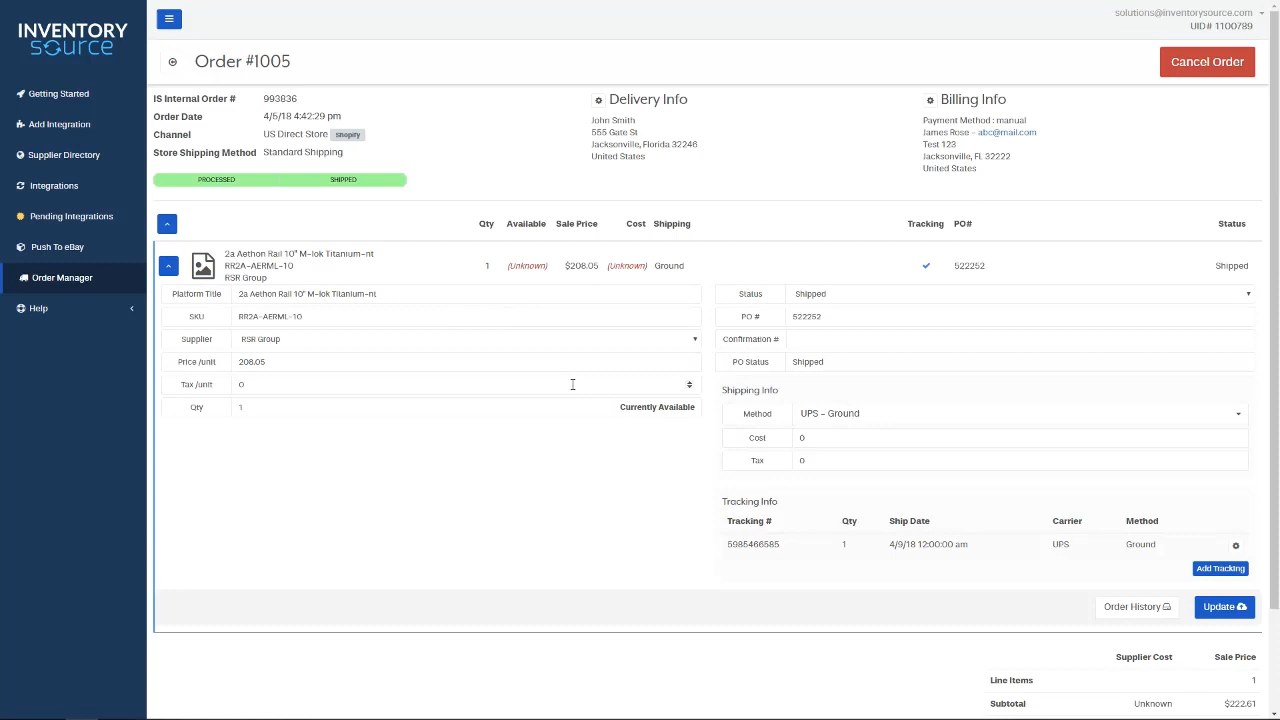 solutions@inventorysource.com
UID# 1100789
INVENTORY
source
Getting Started
Add Integration
Supplier Directory
Integrations
Pending Integrations
Push To eBay
Order Manager
Help
Order #1005
Cancel Order
IS Internal Order # 993836
Order Date 4/5/18 4:42:29 pm
Channel US Direct Store Shopify
Store Shipping Method Standard Shipping
PROCESSED SHIPPED
Delivery Info
John Smith
555 Gate St
Jacksonville, Florida 32246
United States
Billing Info
Payment Method : manual
James Rose - abc@mail.com
Test 123
Jacksonville, FL 32222
United States
Qty Available Sale Price Cost Shipping Tracking PO# Status
2a Aethon Rail 10" M-lok Titanium-nt
RR2A-AERML-10
RSR Group
1 (Unknown) $208.05 (Unknown) Ground 522252 Shipped
Platform Title 2a Aethon Rail 10" M-lok Titanium-nt
SKU RR2A-AERML-10
Supplier RSR Group
Price /unit 208.05
Tax /unit 0
Qty 1 Currently Available
Status Shipped
PO # 522252
Confirmation #
PO Status Shipped
Shipping Info
Method UPS - Ground
Cost 0
Tax 0
Tracking Info
Tracking # Qty Ship Date Carrier Method
5985466585 1 4/9/18 12:00:00 am UPS Ground
Add Tracking
Order History Update
Supplier Cost Sale Price
Line Items 1
Subtotal Unknown $222.61